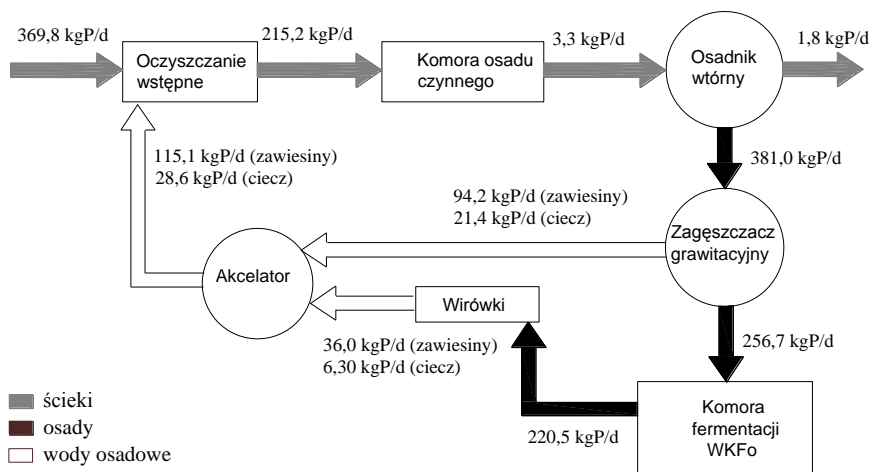 369,8 kgP/d
Oczyszczanie
wstępne
215,2 kgP/d
Komora osadu
czynnego
3,3 kgP/d
Osadnik
wtórny
1,8 kgP/d
381,0 kgP/d
115,1 kgP/d (zawiesiny)
28,6 kgP/d (ciecz)
94,2 kgP/d (zawiesiny)
21,4 kgP/d (ciecz)
Zagęszczacz
grawitacyjny
Akcelator
Wirówki
36,0 kgP/d (zawiesiny)
6,30 kgP/d (ciecz)
256,7 kgP/d
Komora
fermentacji
WKFo
220,5 kgP/d
ścieki
osady
wody osadowe